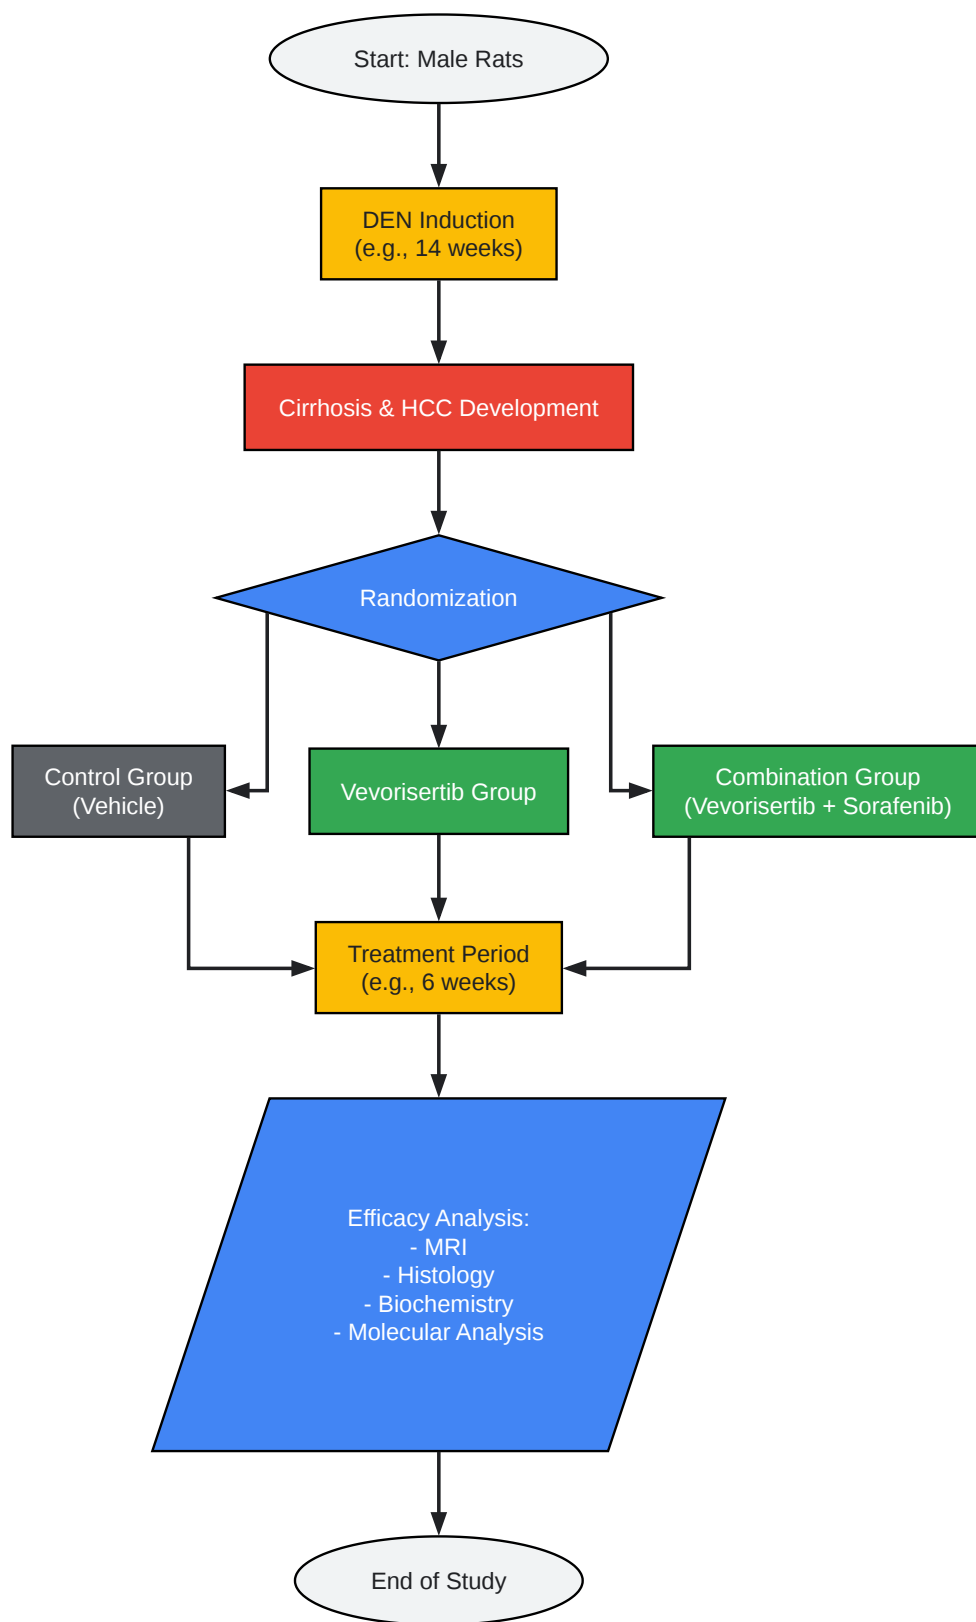 Start: Male Rats
DEN Induction
(e.g., 14 weeks)
Cirrhosis & HCC Development
Randomization
Control Group
(Vehicle)
Vevorisertib Group
Combination Group
(Vevorisertib + Sorafenib)
Treatment Period
(e.g., 6 weeks)
Efficacy Analysis:
- MRI
- Histology
- Biochemistry
- Molecular Analysis
End of Study